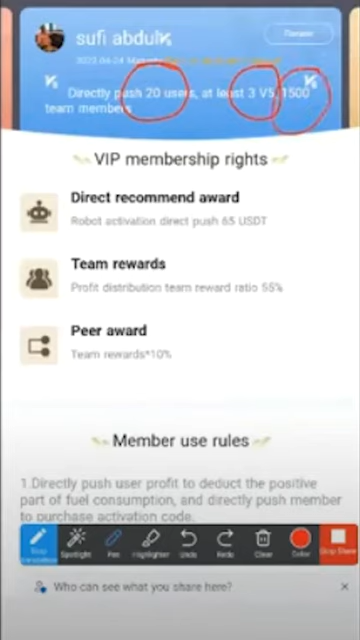 sufi abdul
Directly push 20 users, at least 3 V5, 1500
team members
VIP membership rights
Direct recommend award
Robot activation direct push 65 USDT
Team rewards
Profit distribution team reward ratio 55%
Peer award
Team rewards*10%
Member use rules
1.Directly push user profit to deduct the positive
part of fuel consumption, and directly push member
to purchase activation code.
Spotlight
Pen
Highlighter
Undo
Redo
Clear
Color
Stop Share
Who can see what you share here?